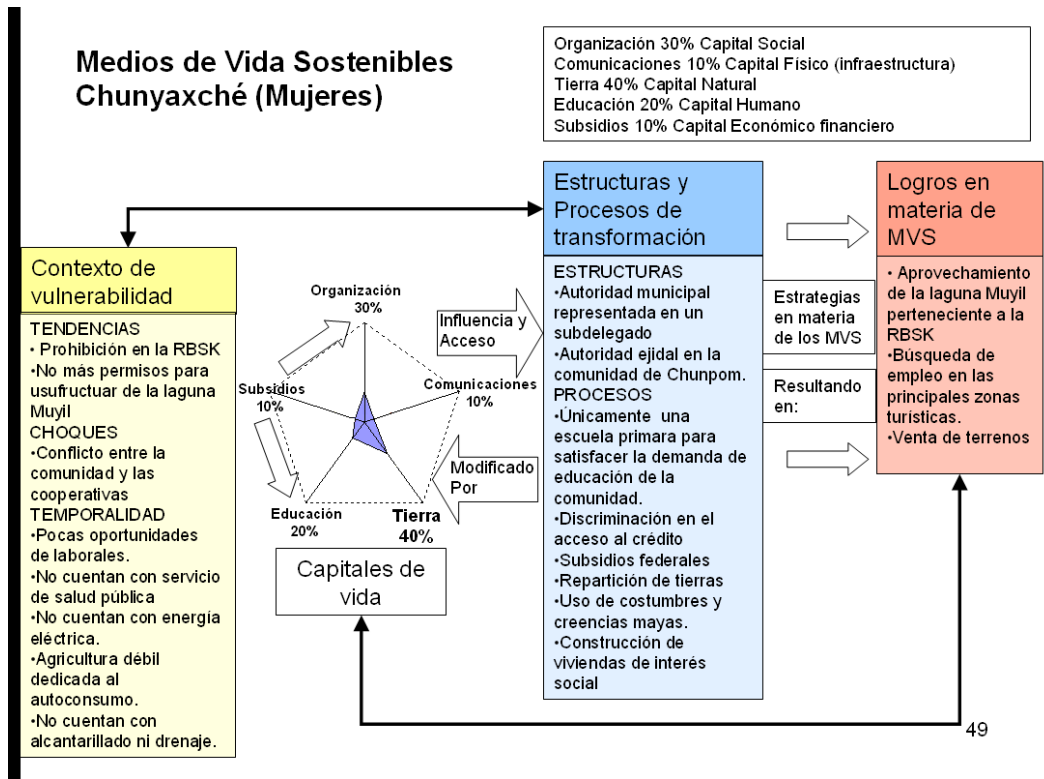 Medios de Vida Sostenibles
Chunyaxché (Mujeres)
Organización 30% Capital Social
Comunicaciones 10% Capital Físico (infraestructura)
Tierra 40% Capital Natural
Educación 20% Capital Humano
Subsidios 10% Capital Económico financiero
Contexto de
vulnerabilidad
TENDENCIAS
• Prohibición en la RBSK
•No más permisos para
usufructuar de la laguna
Muyil
CHOQUES
•Conflicto entre la
comunidad y las
cooperativas
TEMPORALIDAD
•Pocas oportunidades
de laborales.
•No cuentan con servicio
de salud pública
•No cuentan con energía
eléctrica.
•Agricultura débil
dedicada al
autoconsumo.
•No cuentan con
alcantarillado ni drenaje.
Organización
30%
Subsidios
10%
Comunicaciones
10%
Educación
20%
Tierra
40%
Capitales de
vida
Influencia y
Acceso
Modificado
Por
Estructuras y
Procesos de
transformación
ESTRUCTURAS
•Autoridad municipal
representada en un
subdelegado
•Autoridad ejidal en la
comunidad de Chunpom.
PROCESOS
•Únicamente una
escuela primaria para
satisfacer la demanda de
educación de la
comunidad.
•Discriminación en el
acceso al crédito
•Subsidios federales
•Repartición de tierras
•Uso de costumbres y
creencias mayas.
•Construcción de
viviendas de interés
social
Estrategias
en materia
de los MVS
Resultando
en:
Logros en
materia de
MVS
• Aprovechamiento
de la laguna Muyil
perteneciente a la
RBSK
•Búsqueda de
empleo en las
principales zonas
turísticas.
•Venta de terrenos
49